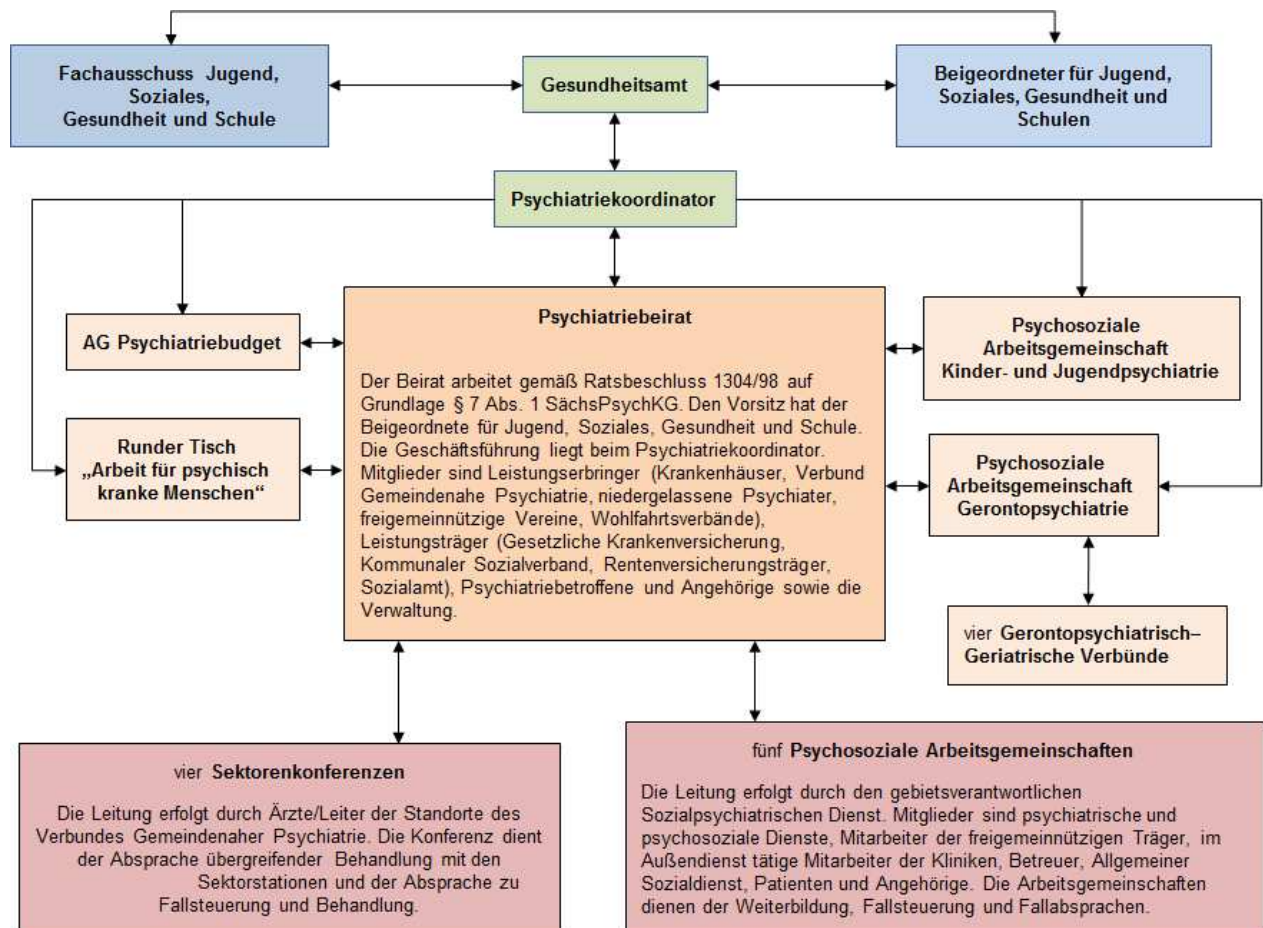 Fachausschuss Jugend,
Soziales,
Gesundheit und Schule
Gesundheitsamt
Beigeordneter für Jugend,
Soziales, Gesundheit und
Schulen
Psychiatriekoordinator
AG Psychiatriebudget
Runder Tisch
„Arbeit für psychisch
kranke Menschen“
Psychiatriebeirat
Der Beirat arbeitet gemäß Ratsbeschluss 1304/98 auf
Grundlage § 7 Abs. 1 SächsPsychKG. Den Vorsitz hat der
Beigeordnete für Jugend, Soziales, Gesundheit und Schule.
Die Geschäftsführung liegt beim Psychiatriekoordinator.
Mitglieder sind Leistungserbringer (Krankenhäuser, Verbund
Gemeindenahe Psychiatrie, niedergelassene Psychiater,
freigemeinnützige Vereine, Wohlfahrtsverbände),
Leistungsträger (Gesetzliche Krankenversicherung,
Kommunaler Sozialverband, Rentenversicherungsträger,
Sozialamt), Psychiatriebetroffene und Angehörige sowie die
Verwaltung.
Psychosoziale
Arbeitsgemeinschaft
Kinder- und Jugendpsychiatrie
Psychosoziale
Arbeitsgemeinschaft
Gerontopsychiatrie
vier Gerontopsychiatrisch–
Geriatrische Verbünde
vier Sektorenkonferenzen
Die Leitung erfolgt durch Ärzte/Leiter der Standorte des
Verbundes Gemeindenaher Psychiatrie. Die Konferenz dient
der Absprache übergreifender Behandlung mit den
Sektorstationen und der Absprache zu
Fallsteuerung und Behandlung.
fünf Psychosoziale Arbeitsgemeinschaften
Die Leitung erfolgt durch den gebietsverantwortlichen
Sozialpsychiatrischen Dienst. Mitglieder sind psychiatrische und
psychosoziale Dienste, Mitarbeiter der freigemeinnützigen Träger, im
Außendienst tätige Mitarbeiter der Kliniken, Betreuer, Allgemeiner
Sozialdienst, Patienten und Angehörige. Die Arbeitsgemeinschaften
dienen der Weiterbildung, Fallsteuerung und Fallabsprachen.